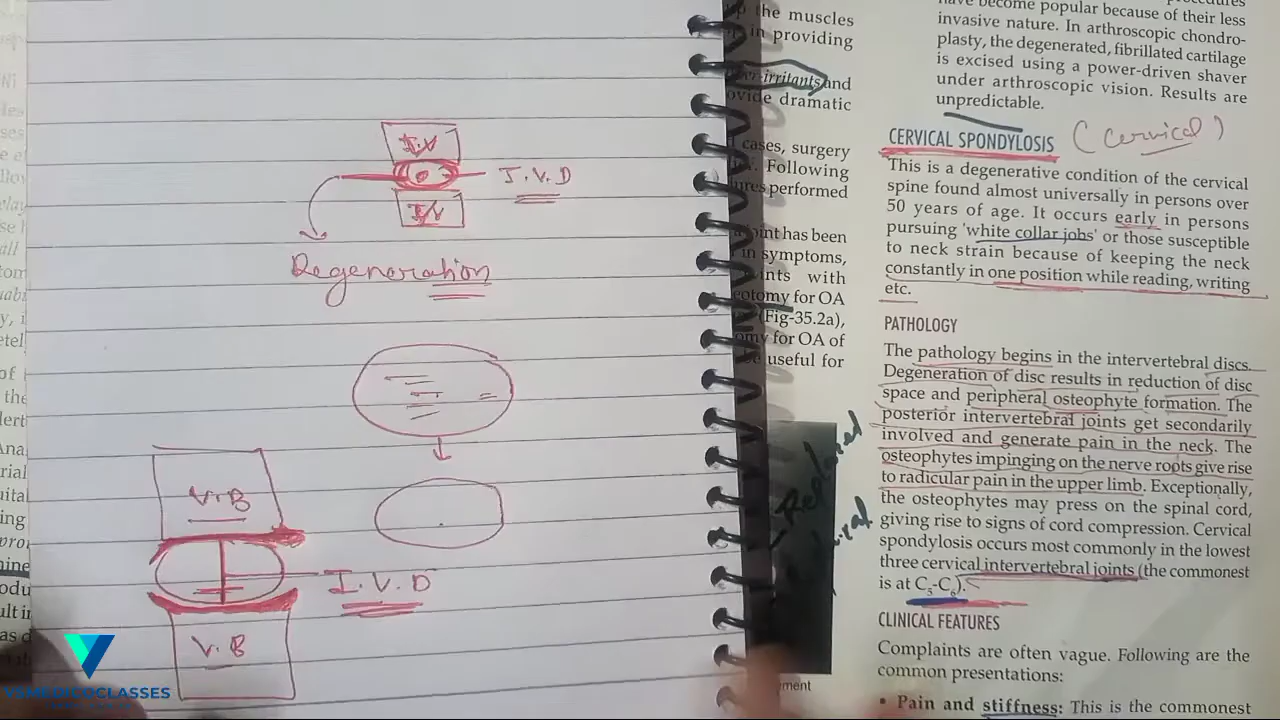 I.V
I.V.D
I.V
Degeneration
V.B
I.V.D
V.B
VSMEDICOCLASSES
up the muscles
in providing
er-irritants and
ovide dramatic
cases, surgery
Following
ures performed
joint has been
in symptoms,
ints with
eotomy for OA
(Fig-35.2a),
omy for OA of
e useful for
Replaced
ment
have become popular because of their less
invasive nature. In arthroscopic chondro-
plasty, the degenerated, fibrillated cartilage
is excised using a power-driven shaver
under arthroscopic vision. Results are
unpredictable.
CERVICAL SPONDYLOSIS (Cervical)
This is a degenerative condition of the cervical
spine found almost universally in persons over
50 years of age. It occurs early in persons
pursuing 'white collar jobs' or those susceptible
to neck strain because of keeping the neck
constantly in one position while reading, writing
etc.
PATHOLOGY
The pathology begins in the intervertebral discs.
Degeneration of disc results in reduction of disc
space and peripheral osteophyte formation. The
posterior intervertebral joints get secondarily
involved and generate pain in the neck. The
osteophytes impinging on the nerve roots give rise
to radicular pain in the upper limb. Exceptionally,
the osteophytes may press on the spinal cord,
giving rise to signs of cord compression. Cervical
spondylosis occurs most commonly in the lowest
three cervical intervertebral joints (the commonest
is at C₅-C₆).
CLINICAL FEATURES
Complaints are often vague. Following are the
common presentations:
• Pain and stiffness: This is the commonest